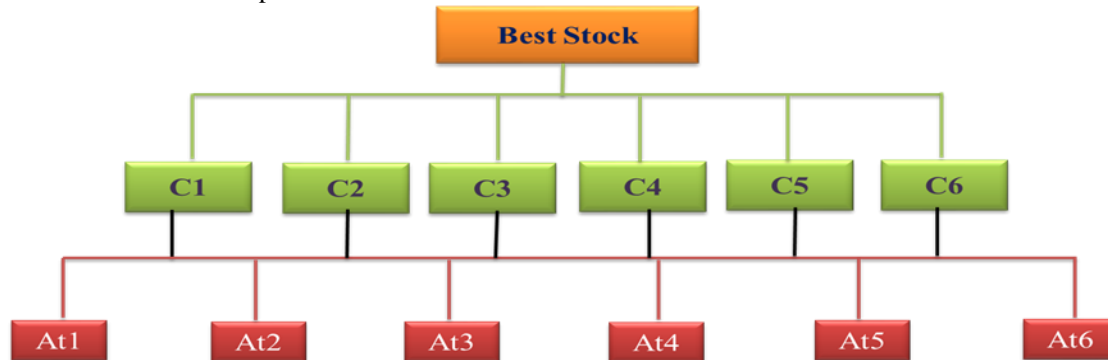 Best Stock
C1
C2
C3
C4
C5
C6
At1
At2
At3
At4
At5
At6